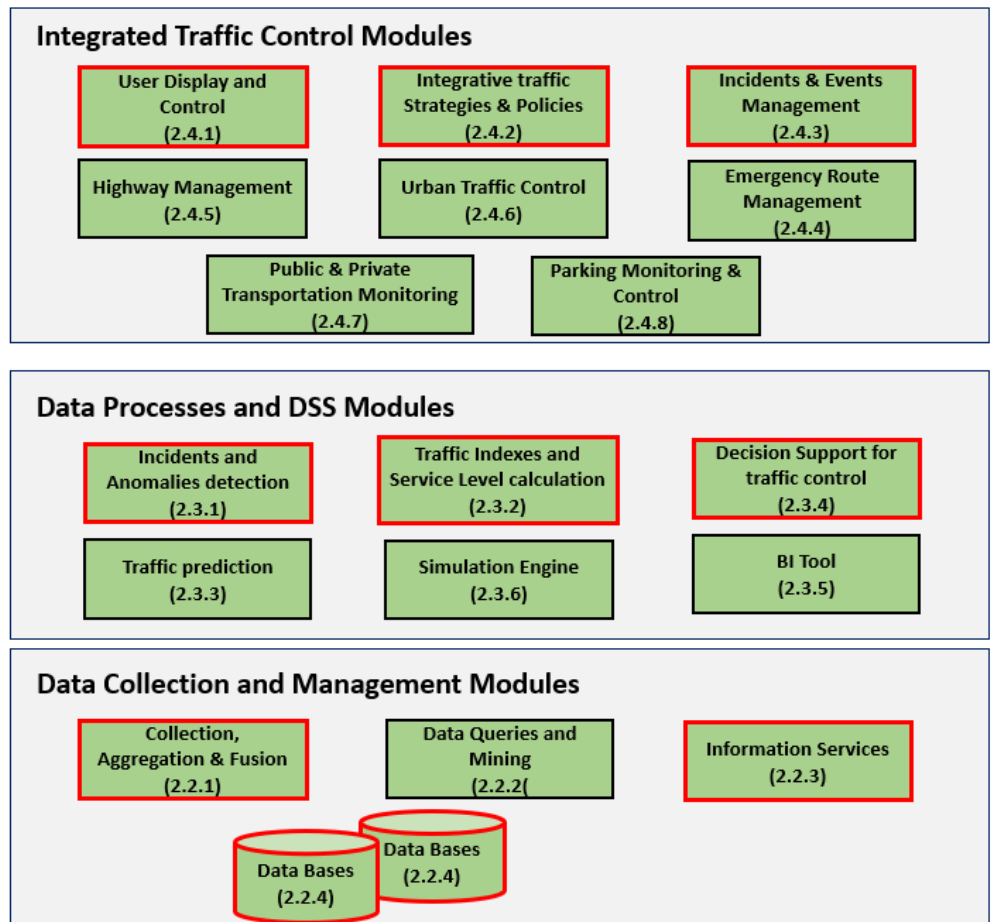 Integrated Traffic Control Modules
User Display and
Control
(2.4.1)
Integrative traffic
Strategies & Policies
(2.4.2)
Incidents & Events
Management
(2.4.3)
Highway Management
(2.4.5)
Urban Traffic Control
(2.4.6)
Emergency Route
Management
(2.4.4)
Public & Private
Transportation Monitoring
(2.4.7)
Parking Monitoring &
Control
(2.4.8)
Data Processes and DSS Modules
Incidents and
Anomalies detection
(2.3.1)
Traffic Indexes and
Service Level calculation
(2.3.2)
Decision Support for
traffic control
(2.3.4)
Traffic prediction
(2.3.3)
Simulation Engine
(2.3.6)
BI Tool
(2.3.5)
Data Collection and Management Modules
Collection,
Aggregation & Fusion
(2.2.1)
Data Queries and
Mining
(2.2.2(
Information Services
(2.2.3)
Data Bases
(2.2.4)
Data Bases
(2.2.4)